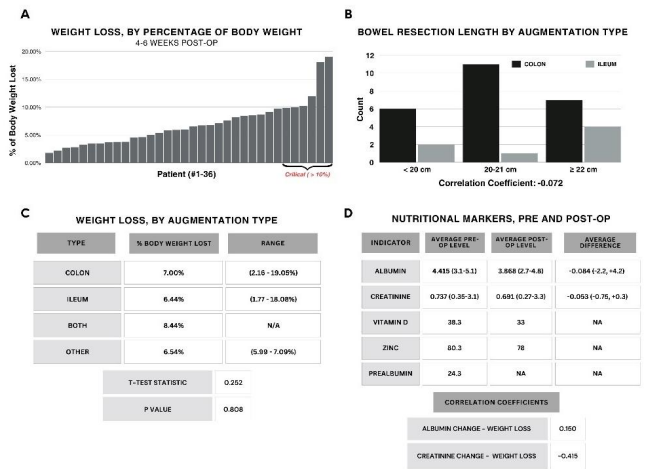 A
WEIGHT LOSS, BY PERCENTAGE OF BODY WEIGHT
4-6 WEEKS POST-OP
% of Body Weight Lost
20.00%
15.00%
10.00%
5.00%
0.00%
Patient (#1-36)
Critical (> 10%)
B
BOWEL RESECTION LENGTH BY AUGMENTATION TYPE
COLON
ILEUM
Count
12
10
8
6
4
2
0
< 20 cm
20-21 cm
≥ 22 cm
Correlation Coefficient: -0.072
C
WEIGHT LOSS, BY AUGMENTATION TYPE
TYPE % BODY WEIGHT LOST RANGE
COLON 7.00% (2.16 - 19.05%)
ILEUM 6.44% (1.77 - 18.08%)
BOTH 8.44% N/A
OTHER 6.54% (5.99 - 7.09%)
T-TEST STATISTIC 0.252
P VALUE 0.808
D
NUTRITIONAL MARKERS, PRE AND POST-OP
INDICATOR AVERAGE PRE-OP LEVEL AVERAGE POST-OP LEVEL AVERAGE DIFFERENCE
ALBUMIN 4.415 (3.1-5.1) 3.868 (2.7-4.8) -0.084 (-2.2, +4.2)
CREATININE 0.737 (0.35-3.1) 0.691 (0.27-3.3) -0.053 (-0.75, +0.3)
VITAMIN D 38.3 33 NA
ZINC 80.3 78 NA
PREALBUMIN 24.3 NA NA
CORRELATION COEFFICIENTS
ALBUMIN CHANGE - WEIGHT LOSS 0.150
CREATININE CHANGE - WEIGHT LOSS -0.415